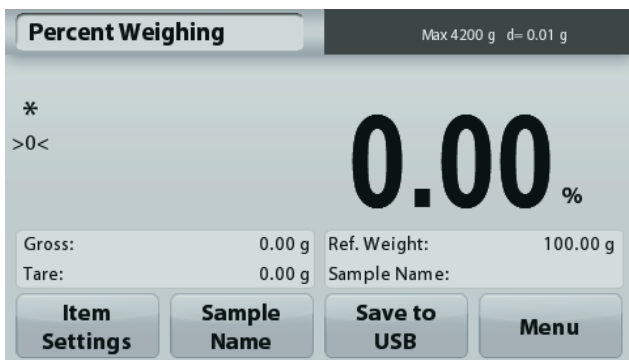 Percent Weighing
Max 4200 g d= 0.01 g
*
>0<
0.00 %
Gross: 0.00 g
Tare: 0.00 g
Ref. Weight: 100.00 g
Sample Name:
Item
Settings
Sample
Name
Save to
USB
Menu